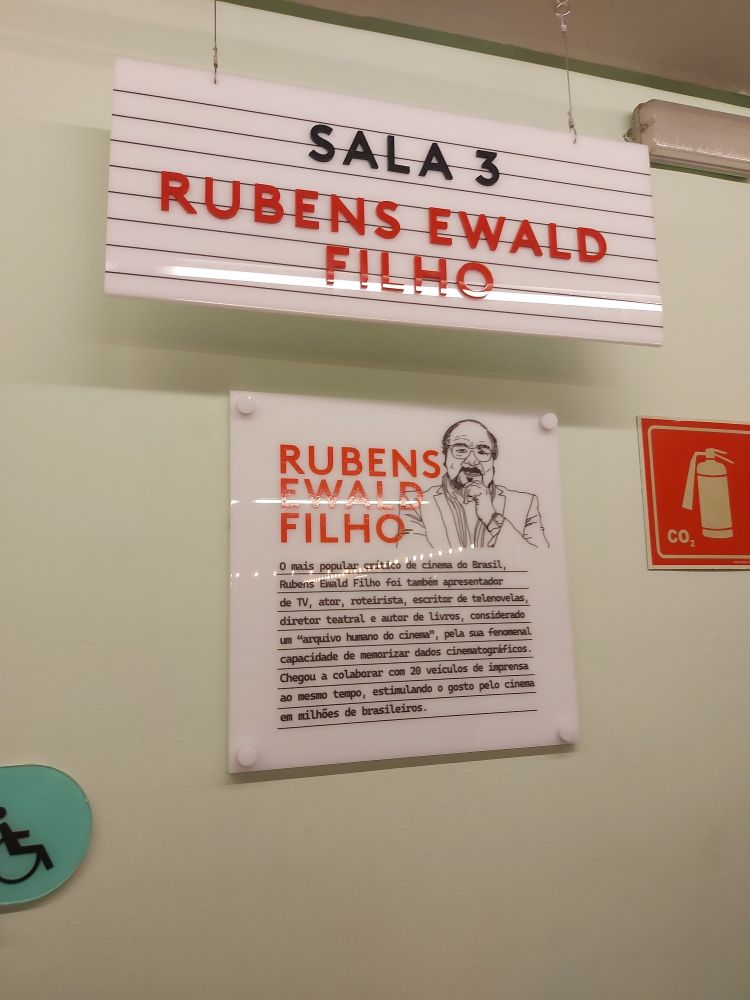 SALA 3
RUBENS EWALD
FILHO
RUBENS
EWALD
FILHO
O mais popular crítico de cinema do Brasil,
Rubens Ewald Filho foi também apresentador
de TV, ator, roteirista, escritor de telenovelas,
diretor teatral e autor de livros, considerado
um “arquivo humano do cinema”, pela sua fenomenal
capacidade de memorizar dados cinematográficos.
Chegou a colaborar com 20 veículos de imprensa
ao mesmo tempo, estimulando o gosto pelo cinema
em milhões de brasileiros.
CO₂